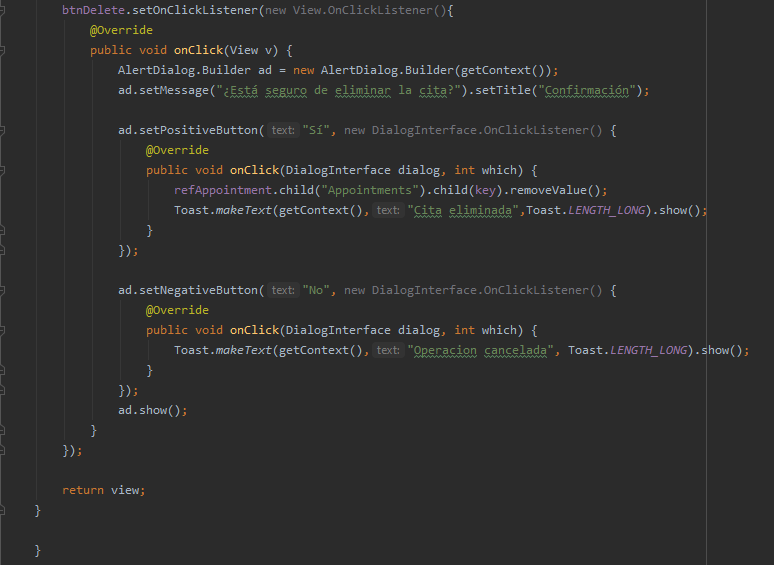 btnDelete.setOnClickListener(new View.OnClickListener(){
@Override
public void onClick(View v) {
AlertDialog.Builder ad = new AlertDialog.Builder(getContext());
ad.setMessage("¿Está seguro de eliminar la cita?").setTitle("Confirmación");
ad.setPositiveButton( text: "Sí", new DialogInterface.OnClickListener() {
@Override
public void onClick(DialogInterface dialog, int which) {
refAppointment.child("Appointments").child(key).removeValue();
Toast.makeText(getContext(), text: "Cita eliminada",Toast.LENGTH_LONG).show();
}
});
ad.setNegativeButton( text: "No", new DialogInterface.OnClickListener() {
@Override
public void onClick(DialogInterface dialog, int which) {
Toast.makeText(getContext(), text: "Operacion cancelada", Toast.LENGTH_LONG).show();
}
});
ad.show();
}
});
return view;
}
}